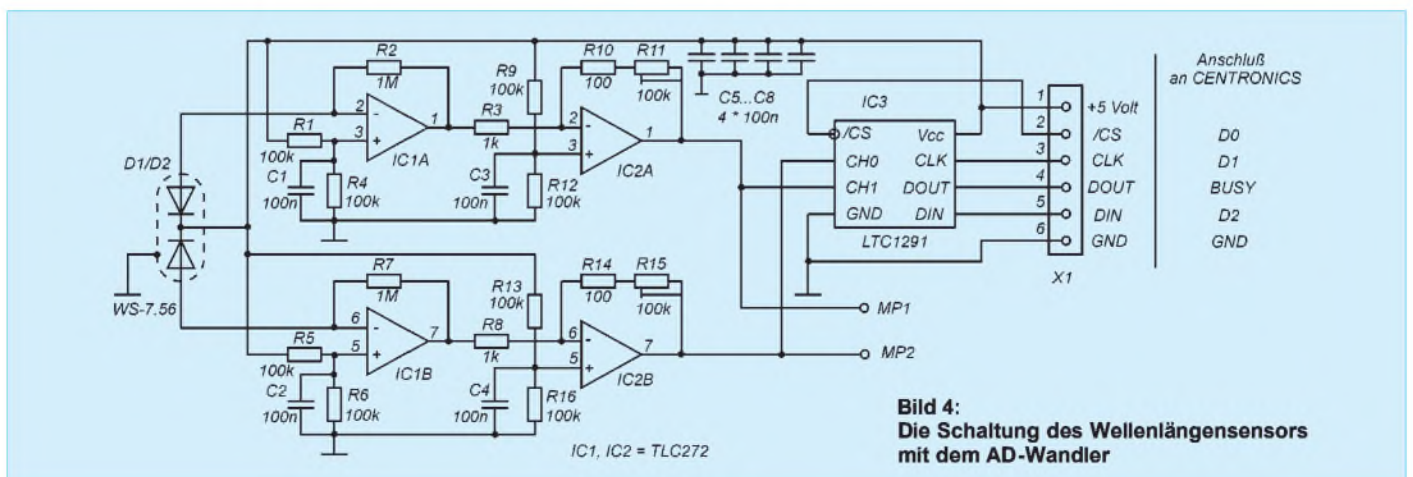 R2
1M
R1
100k
2
-
3
+
1
IC1A
C1
100n
R4
100k
D1/D2
WS-7.56
R3
1k
R9
100k
R10
100
R11
100k
2
-
3
+
1
IC2A
C3
100n
R12
100k
C5...C8
4 * 100n
IC3
/CS
Vcc
CH0
CLK
CH1
DOUT
GND
DIN
LTC1291
1
+5 Volt
2
/CS
3
CLK
4
DOUT
5
DIN
6
GND
X1
Anschluß
an CENTRONICS
D0
D1
BUSY
D2
GND
R7
1M
R5
100k
6
-
5
+
7
IC1B
C2
100n
R6
100k
R8
1k
R13
100k
R14
100
R15
100k
6
-
5
+
7
IC2B
C4
100n
R16
100k
MP1
MP2
IC1, IC2 = TLC272
Bild 4:
Die Schaltung des Wellenlängensensors
mit dem AD-Wandler